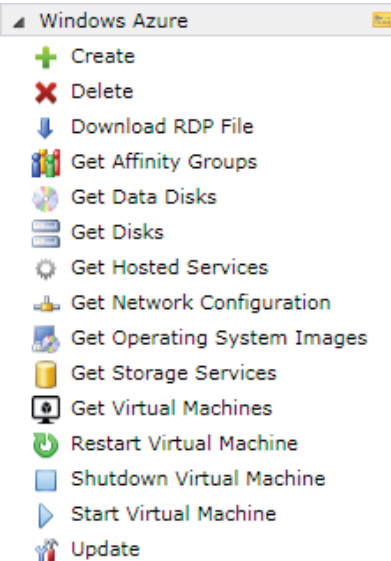 Windows Azure
Create
Delete
Download RDP File
Get Affinity Groups
Get Data Disks
Get Disks
Get Hosted Services
Get Network Configuration
Get Operating System Images
Get Storage Services
Get Virtual Machines
Restart Virtual Machine
Shutdown Virtual Machine
Start Virtual Machine
Update